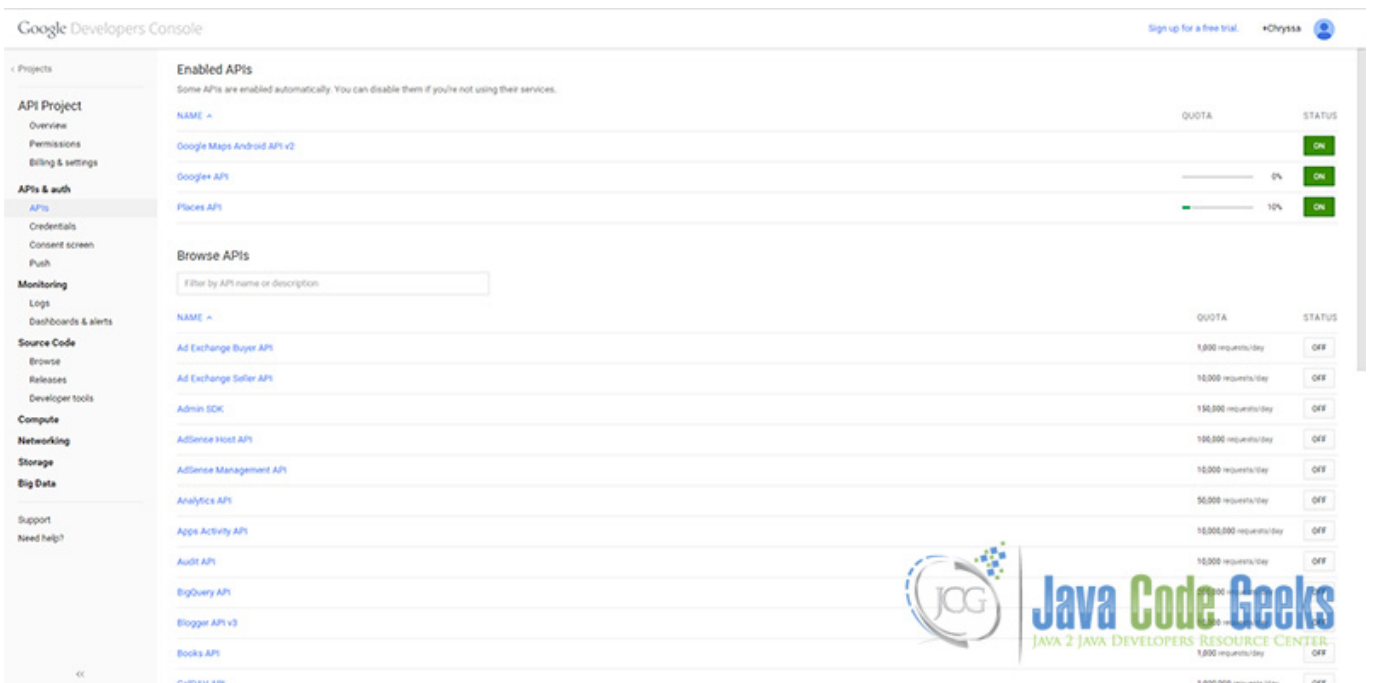 Google Developers Console
Sign up for a free trial.
+Chryssa
< Projects
API Project
Overview
Permissions
Billing & settings
APIs & auth
APIs
Credentials
Consent screen
Push
Monitoring
Logs
Dashboards & alerts
Source Code
Browse
Releases
Developer tools
Compute
Networking
Storage
Big Data
Support
Need help?
<<
Enabled APIs
Some APIs are enabled automatically. You can disable them if you're not using their services.
NAME QUOTA STATUS
Google Maps Android API v2 ON
Google+ API 0% ON
Places API 10% ON
Browse APIs
Filter by API name or description
NAME QUOTA STATUS
Ad Exchange Buyer API 1,000 requests/day OFF
Ad Exchange Seller API 10,000 requests/day OFF
Admin SDK 150,000 requests/day OFF
AdSense Host API 100,000 requests/day OFF
AdSense Management API 10,000 requests/day OFF
Analytics API 50,000 requests/day OFF
Apps Activity API 10,000,000 requests/day OFF
Audit API 10,000 requests/day OFF
BigQuery API
Blogger API v3
Books API 1,000 requests/day OFF
JCG
Java Code Geeks
JAVA 2 JAVA DEVELOPERS RESOURCE CENTER